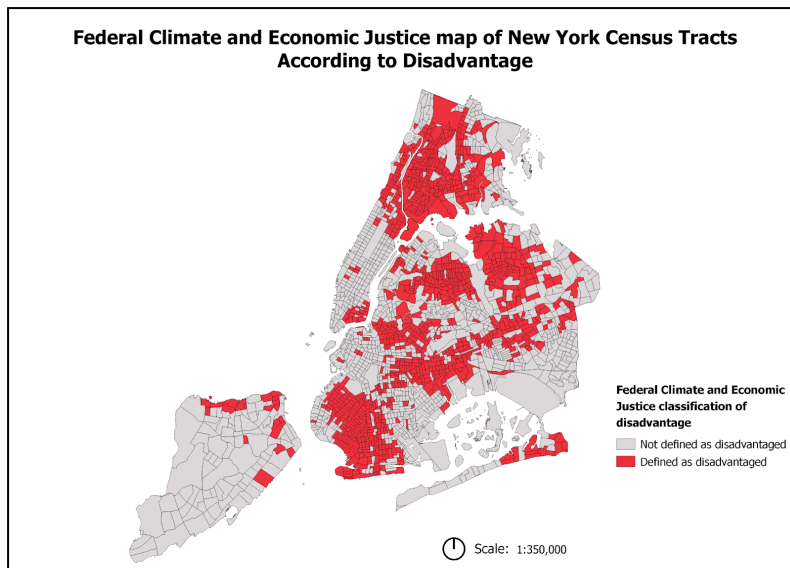 Federal Climate and Economic Justice map of New York Census Tracts
According to Disadvantage
Federal Climate and Economic
Justice classification of
disadvantage
Not defined as disadvantaged
Defined as disadvantaged
Scale: 1:350,000